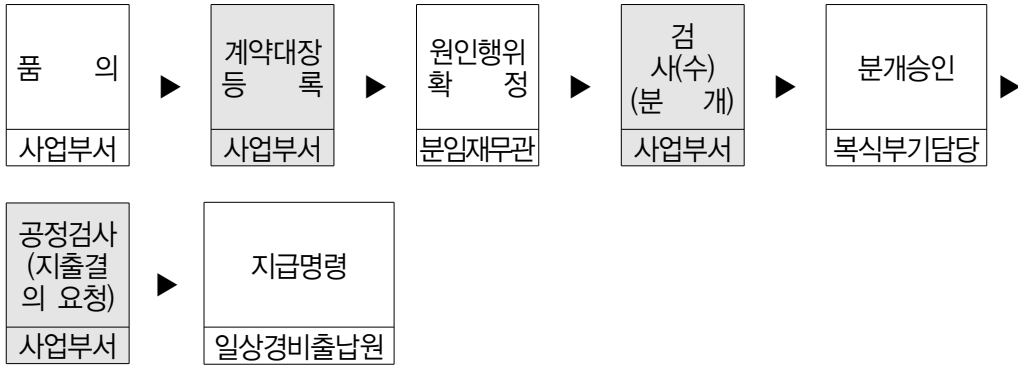 품 의
사업부서
▶
계약대장
등 록
사업부서
▶
원인행위
확 정
분임재무관
▶
검
사(수)
(분 개)
사업부서
▶
분개승인
복식부기담당
▶
공정검사
(지출결
의 요청)
사업부서
▶
지급명령
일상경비출납원